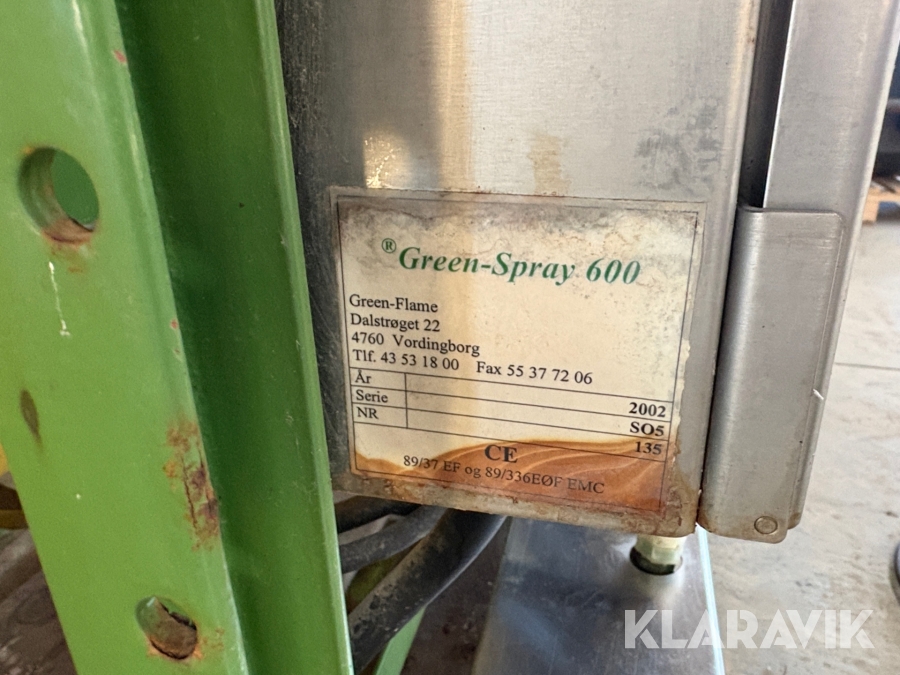 ®Green-Spray 600
Green-Flame
Dalstrøget 22
4760 Vordingborg
Tlf. 43 53 18 00 Fax 55 37 72 06
År 2002
Serie SO5
NR 135
CE
89/37 EF og 89/336EØF EMC
KLARAVIK